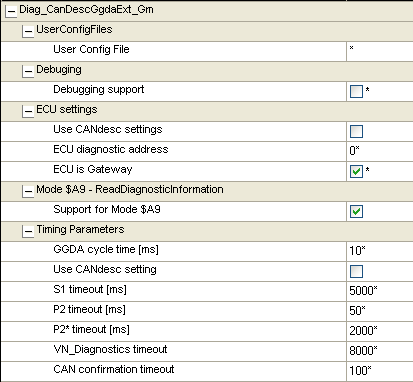 Diag_CanDescGgdaExt_Gm
UserConfigFiles
User Config File *
Debuging
Debugging support *
ECU settings
Use CANdesc settings
ECU diagnostic address 0*
ECU is Gateway *
Mode $A9 - ReadDiagnosticInformation
Support for Mode $A9
Timing Parameters
GGDA cycle time [ms] 10*
Use CANdesc setting
S1 timeout [ms] 5000*
P2 timeout [ms] 50*
P2* timeout [ms] 2000*
VN_Diagnostics timeout 8000*
CAN confirmation timeout 100*